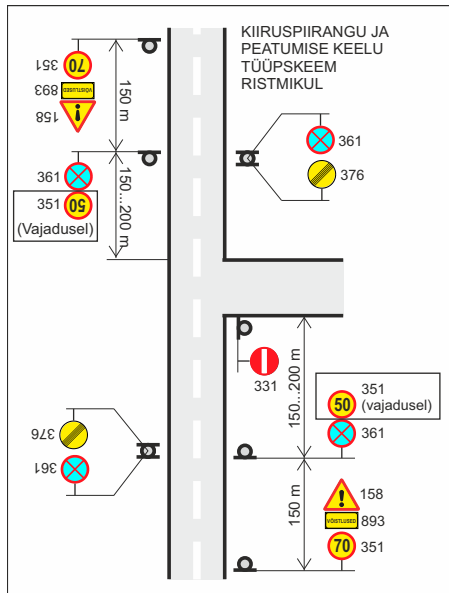 KIIRUSPIIRANGU JA
PEATUMISE KEELU
TÜÜPSKEEM
RISTMIKUL
351
70
893
VÕISTLUSED
158
150 m
361
351
50
(Vajadusel)
150...200 m
361
376
331
150...200 m
50
351
(vajadusel)
361
376
361
150 m
158
VÕISTLUSED
893
70
351